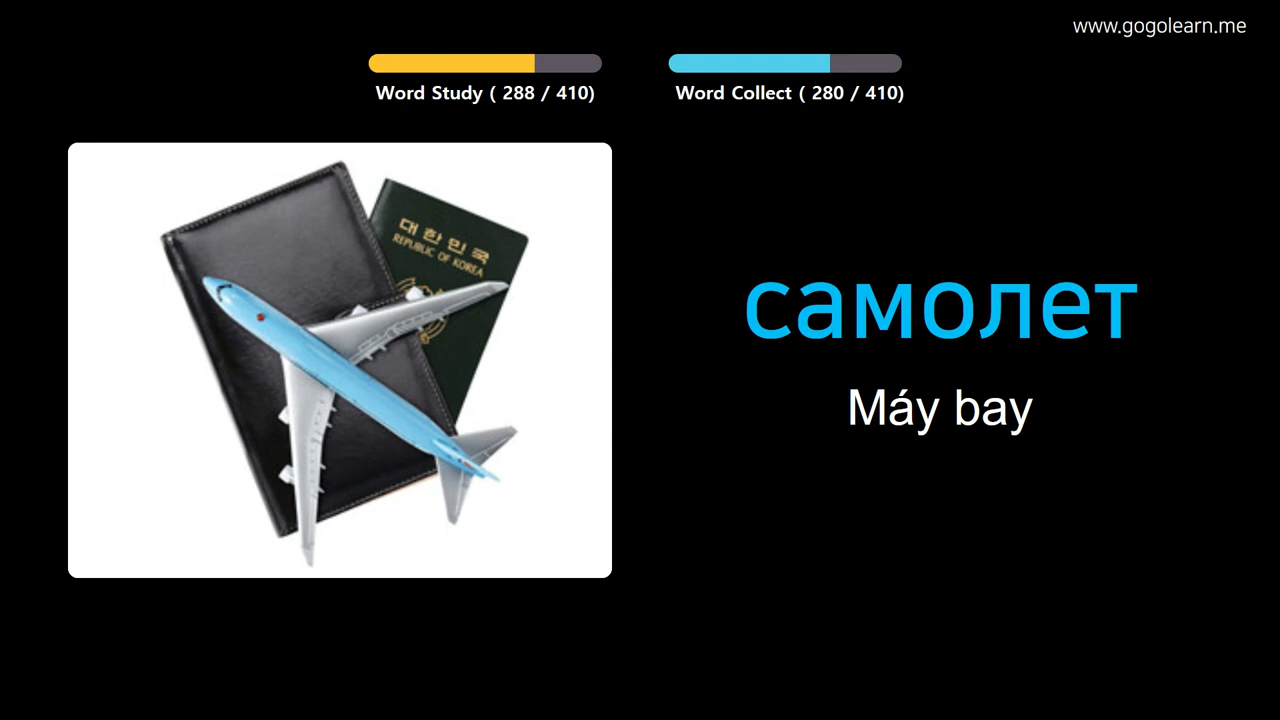 www.gogolearn.me
Word Study ( 288 / 410)
Word Collect ( 280 / 410)
대한민국
REPUBLIC OF KOREA
самолет
Máy bay